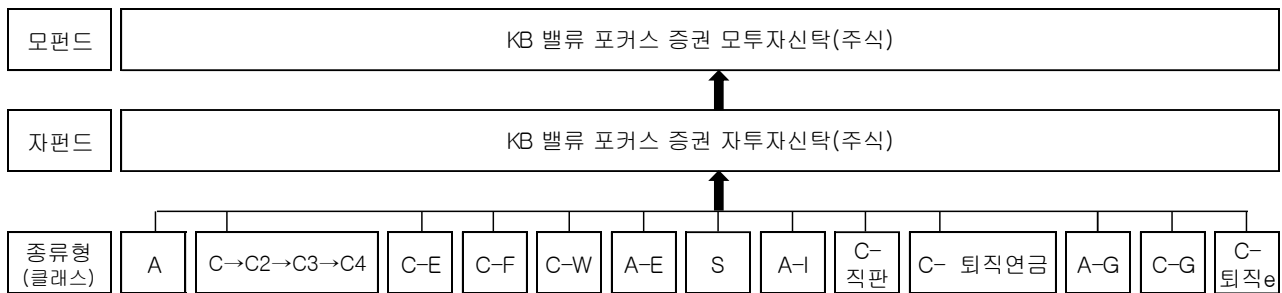 모펀드
KB 밸류 포커스 증권 모투자신탁(주식)
자펀드
KB 밸류 포커스 증권 자투자신탁(주식)
종류형
(클래스)
A
C→C2→C3→C4
C-E
C-F
C-W
A-E
S
A-I
C-
직판
C- 퇴직연금
A-G
C-G
C-
퇴직e